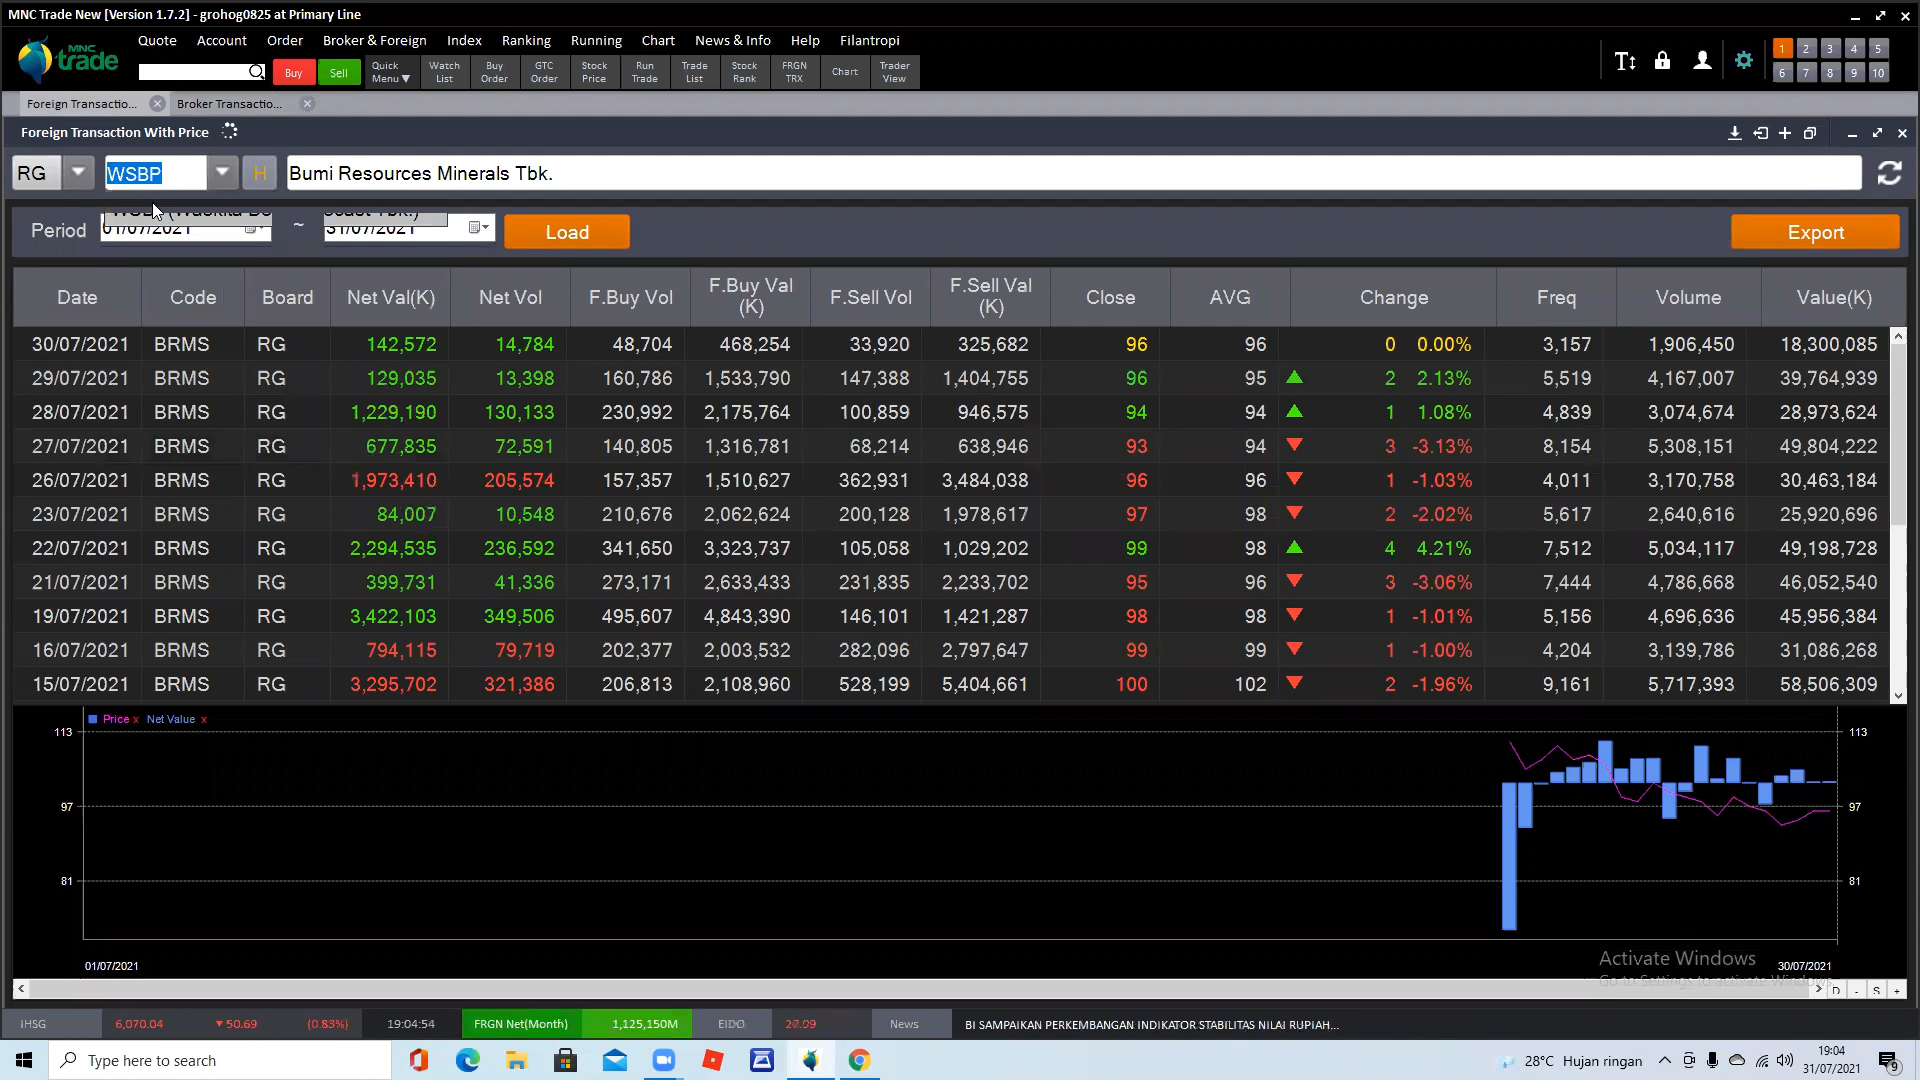 MNC Trade New [Version 1.7.2] - grohog0825 at Primary Line
MNC trade
Quote Account Order Broker & Foreign Index Ranking Running Chart News & Info Help Filantropi
Buy Sell Quick Menu ▼ Watch List Buy Order GTC Order Stock Price Run Trade Trade List Stock Rank FRGN TRX Chart Trader View
1 2 3 4 5
6 7 8 9 10
Foreign Transactio... Broker Transactio...
Foreign Transaction With Price
RG WSBP H Bumi Resources Minerals Tbk.
Period 01/07/2021 ~ 31/07/2021 Load Export
Date Code Board Net Val(K) Net Vol F.Buy Vol F.Buy Val (K) F.Sell Vol F.Sell Val (K) Close AVG Change Freq Volume Value(K)
30/07/2021 BRMS RG 142,572 14,784 48,704 468,254 33,920 325,682 96 96 0 0.00% 3,157 1,906,450 18,300,085
29/07/2021 BRMS RG 129,035 13,398 160,786 1,533,790 147,388 1,404,755 96 95 2 2.13% 5,519 4,167,007 39,764,939
28/07/2021 BRMS RG 1,229,190 130,133 230,992 2,175,764 100,859 946,575 94 94 1 1.08% 4,839 3,074,674 28,973,624
27/07/2021 BRMS RG 677,835 72,591 140,805 1,316,781 68,214 638,946 93 94 3 -3.13% 8,154 5,308,151 49,804,222
26/07/2021 BRMS RG 1,973,410 205,574 157,357 1,510,627 362,931 3,484,038 96 96 1 -1.03% 4,011 3,170,758 30,463,184
23/07/2021 BRMS RG 84,007 10,548 210,676 2,062,624 200,128 1,978,617 97 98 2 -2.02% 5,617 2,640,616 25,920,696
22/07/2021 BRMS RG 2,294,535 236,592 341,650 3,323,737 105,058 1,029,202 99 98 4 4.21% 7,512 5,034,117 49,198,728
21/07/2021 BRMS RG 399,731 41,336 273,171 2,633,433 231,835 2,233,702 95 96 3 -3.06% 7,444 4,786,668 46,052,540
19/07/2021 BRMS RG 3,422,103 349,506 495,607 4,843,390 146,101 1,421,287 98 98 1 -1.01% 5,156 4,696,636 45,956,384
16/07/2021 BRMS RG 794,115 79,719 202,377 2,003,532 282,096 2,797,647 99 99 1 -1.00% 4,204 3,139,786 31,086,268
15/07/2021 BRMS RG 3,295,702 321,386 206,813 2,108,960 528,199 5,404,661 100 102 2 -1.96% 9,161 5,717,393 58,506,309
Price x Net Value x
113 113
97 97
81 81
Activate Windows
01/07/2021 30/07/2021
Go to Settings to activate Windows.
D - S +
IHSG 6,070.04 ▼ 50.69 (0.83%) 19:04:54 FRGN Net(Month) 1,125,150M EIDO News BI SAMPAIKAN PERKEMBANGAN INDIKATOR STABILITAS NILAI RUPIAH...
Type here to search 28°C Hujan ringan 19:04
31/07/2021 9